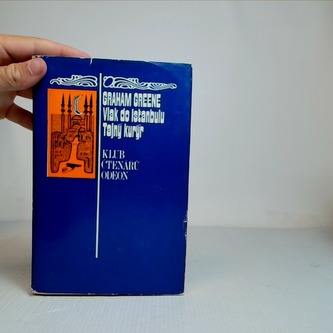 GRAHAM GREENE
Vlak do Istanbulu
Tajný kurýr
KLUB
ČTENÁŘŮ
ODEON